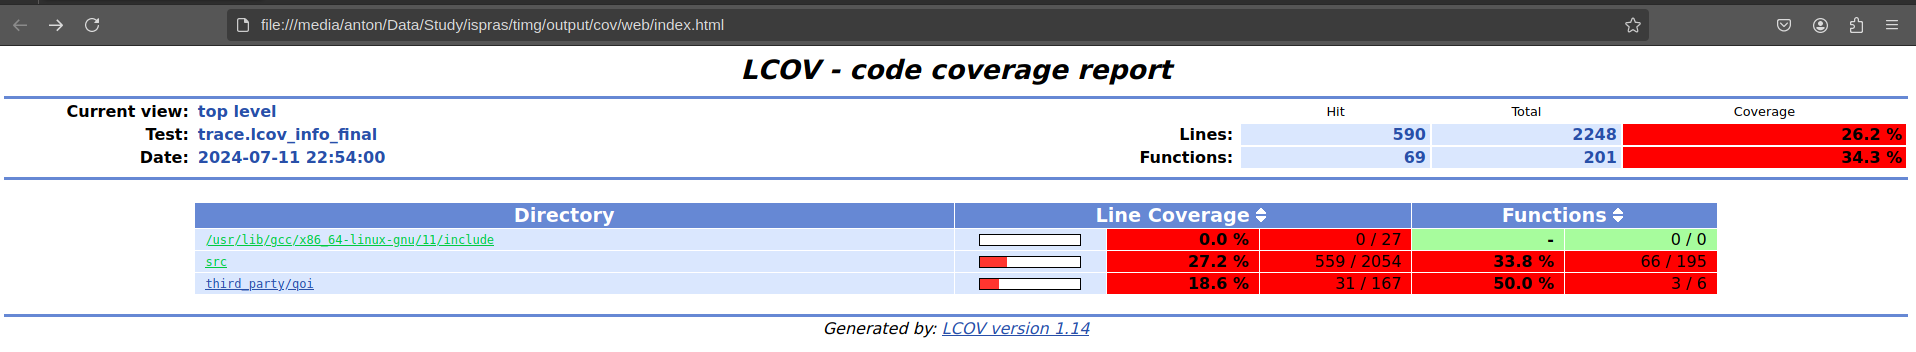 file:///media/anton/Data/Study/ispras/timg/output/cov/web/index.html
LCOV - code coverage report
Current view: top level Hit Total Coverage
Test: trace.lcov_info_final Lines: 590 2248 26.2 %
Date: 2024-07-11 22:54:00 Functions: 69 201 34.3 %
Directory Line Coverage Functions
/usr/lib/gcc/x86_64-linux-gnu/11/include 0.0 % 0 / 27 - 0 / 0
src 27.2 % 559 / 2054 33.8 % 66 / 195
third_party/qoi 18.6 % 31 / 167 50.0 % 3 / 6
Generated by: LCOV version 1.14